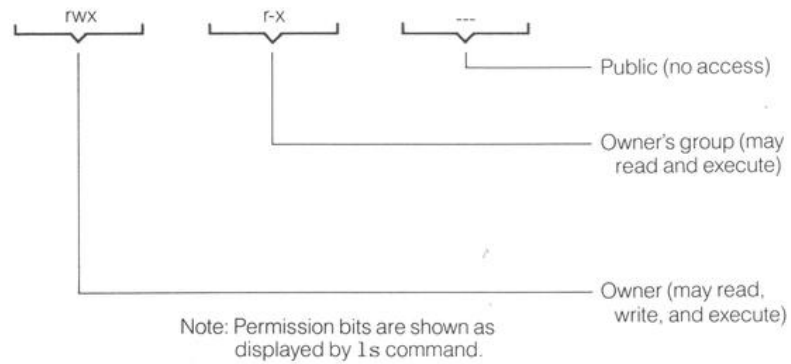 rwx r-x ---
Public (no access)
Owner's group (may
read and execute)
Owner (may read,
write, and execute)
Note: Permission bits are shown as
displayed by ls command.